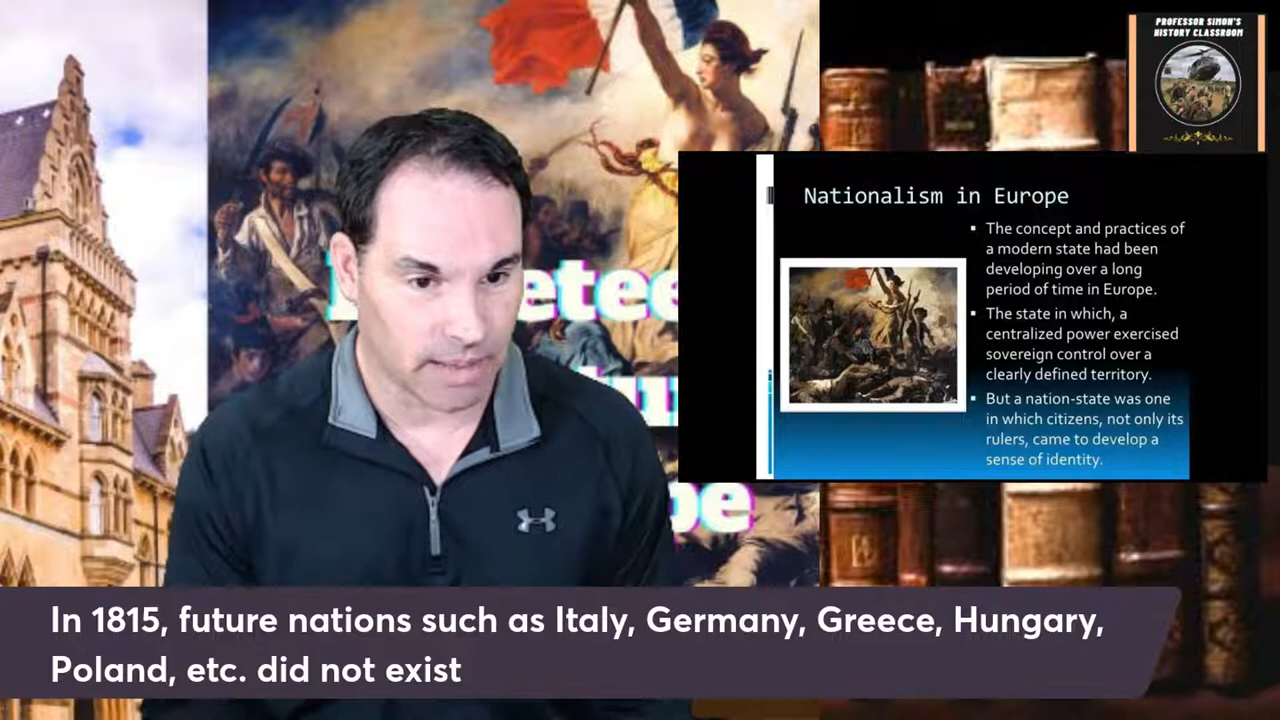 PROFESSOR SIMON'S
HISTORY CLASSROOM
Nationalism in Europe
▪ The concept and practices of
a modern state had been
developing over a long
period of time in Europe.
▪ The state in which, a
centralized power exercised
sovereign control over a
clearly defined territory.
▪ But a nation-state was one
in which citizens, not only its
rulers, came to develop a
sense of identity.
In 1815, future nations such as Italy, Germany, Greece, Hungary,
Poland, etc. did not exist